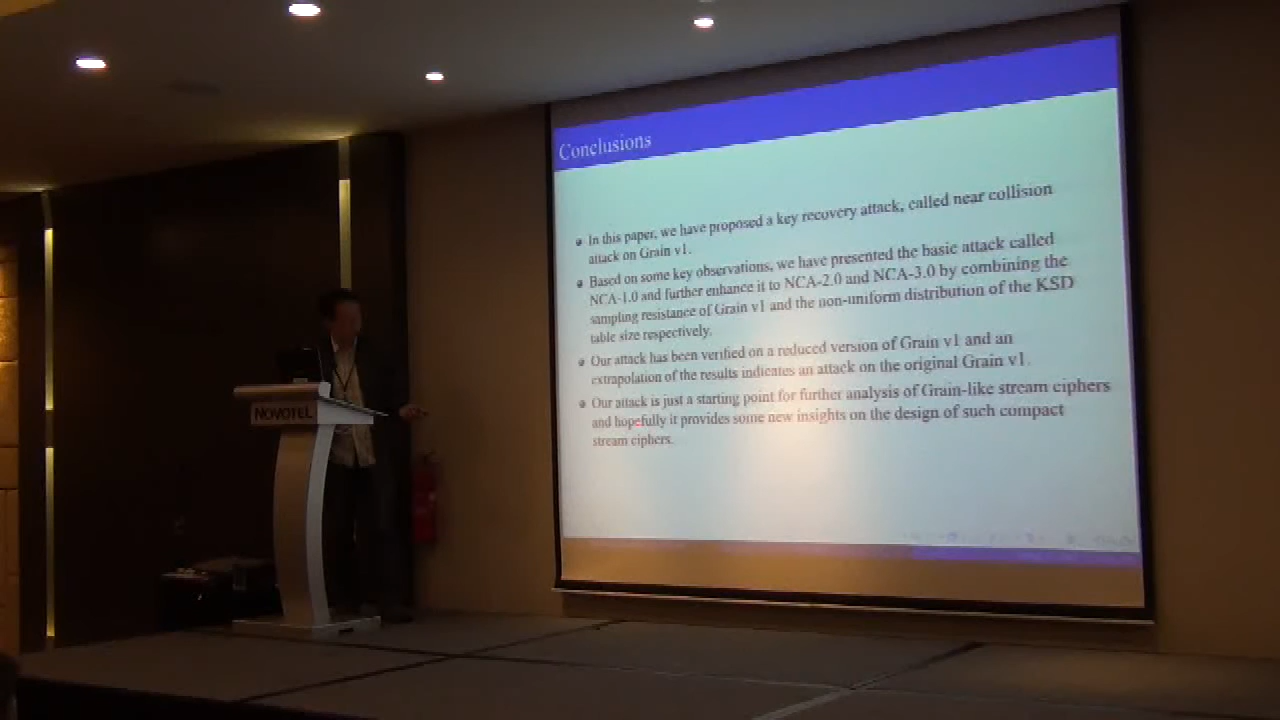 Conclusions
In this paper, we have proposed a key recovery attack, called near collision
attack on Grain v1.
Based on some key observations, we have presented the basic attack called
NCA-1.0 and further enhance it to NCA-2.0 and NCA-3.0 by combining the
sampling resistance of Grain v1 and the non-uniform distribution of the KSD
table size respectively.
Our attack has been verified on a reduced version of Grain v1 and an
extrapolation of the results indicates an attack on the original Grain v1.
Our attack is just a starting point for further analysis of Grain-like stream ciphers
and hopefully it provides some new insights on the design of such compact
stream ciphers.
NOVOTEL